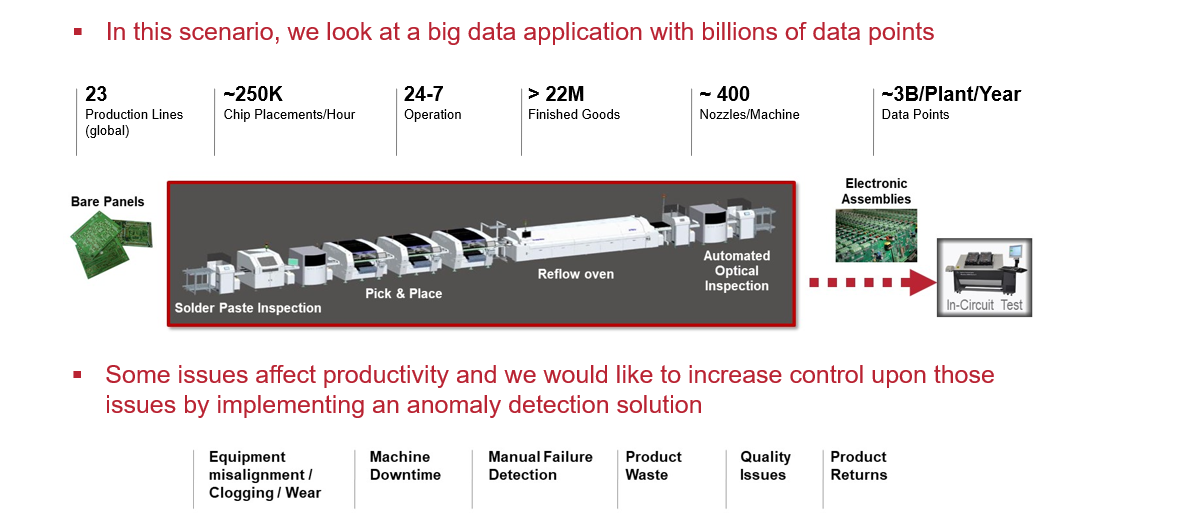 In this scenario, we look at a big data application with billions of data points
23
Production Lines
(global)
~250K
Chip Placements/Hour
24-7
Operation
> 22M
Finished Goods
~ 400
Nozzles/Machine
~3B/Plant/Year
Data Points
Bare Panels
Solder Paste Inspection
Pick & Place
Reflow oven
Automated
Optical
Inspection
Electronic
Assemblies
In-Circuit Test
Some issues affect productivity and we would like to increase control upon those
issues by implementing an anomaly detection solution
Equipment
misalignment /
Clogging / Wear
Machine
Downtime
Manual Failure
Detection
Product
Waste
Quality
Issues
Product
Returns